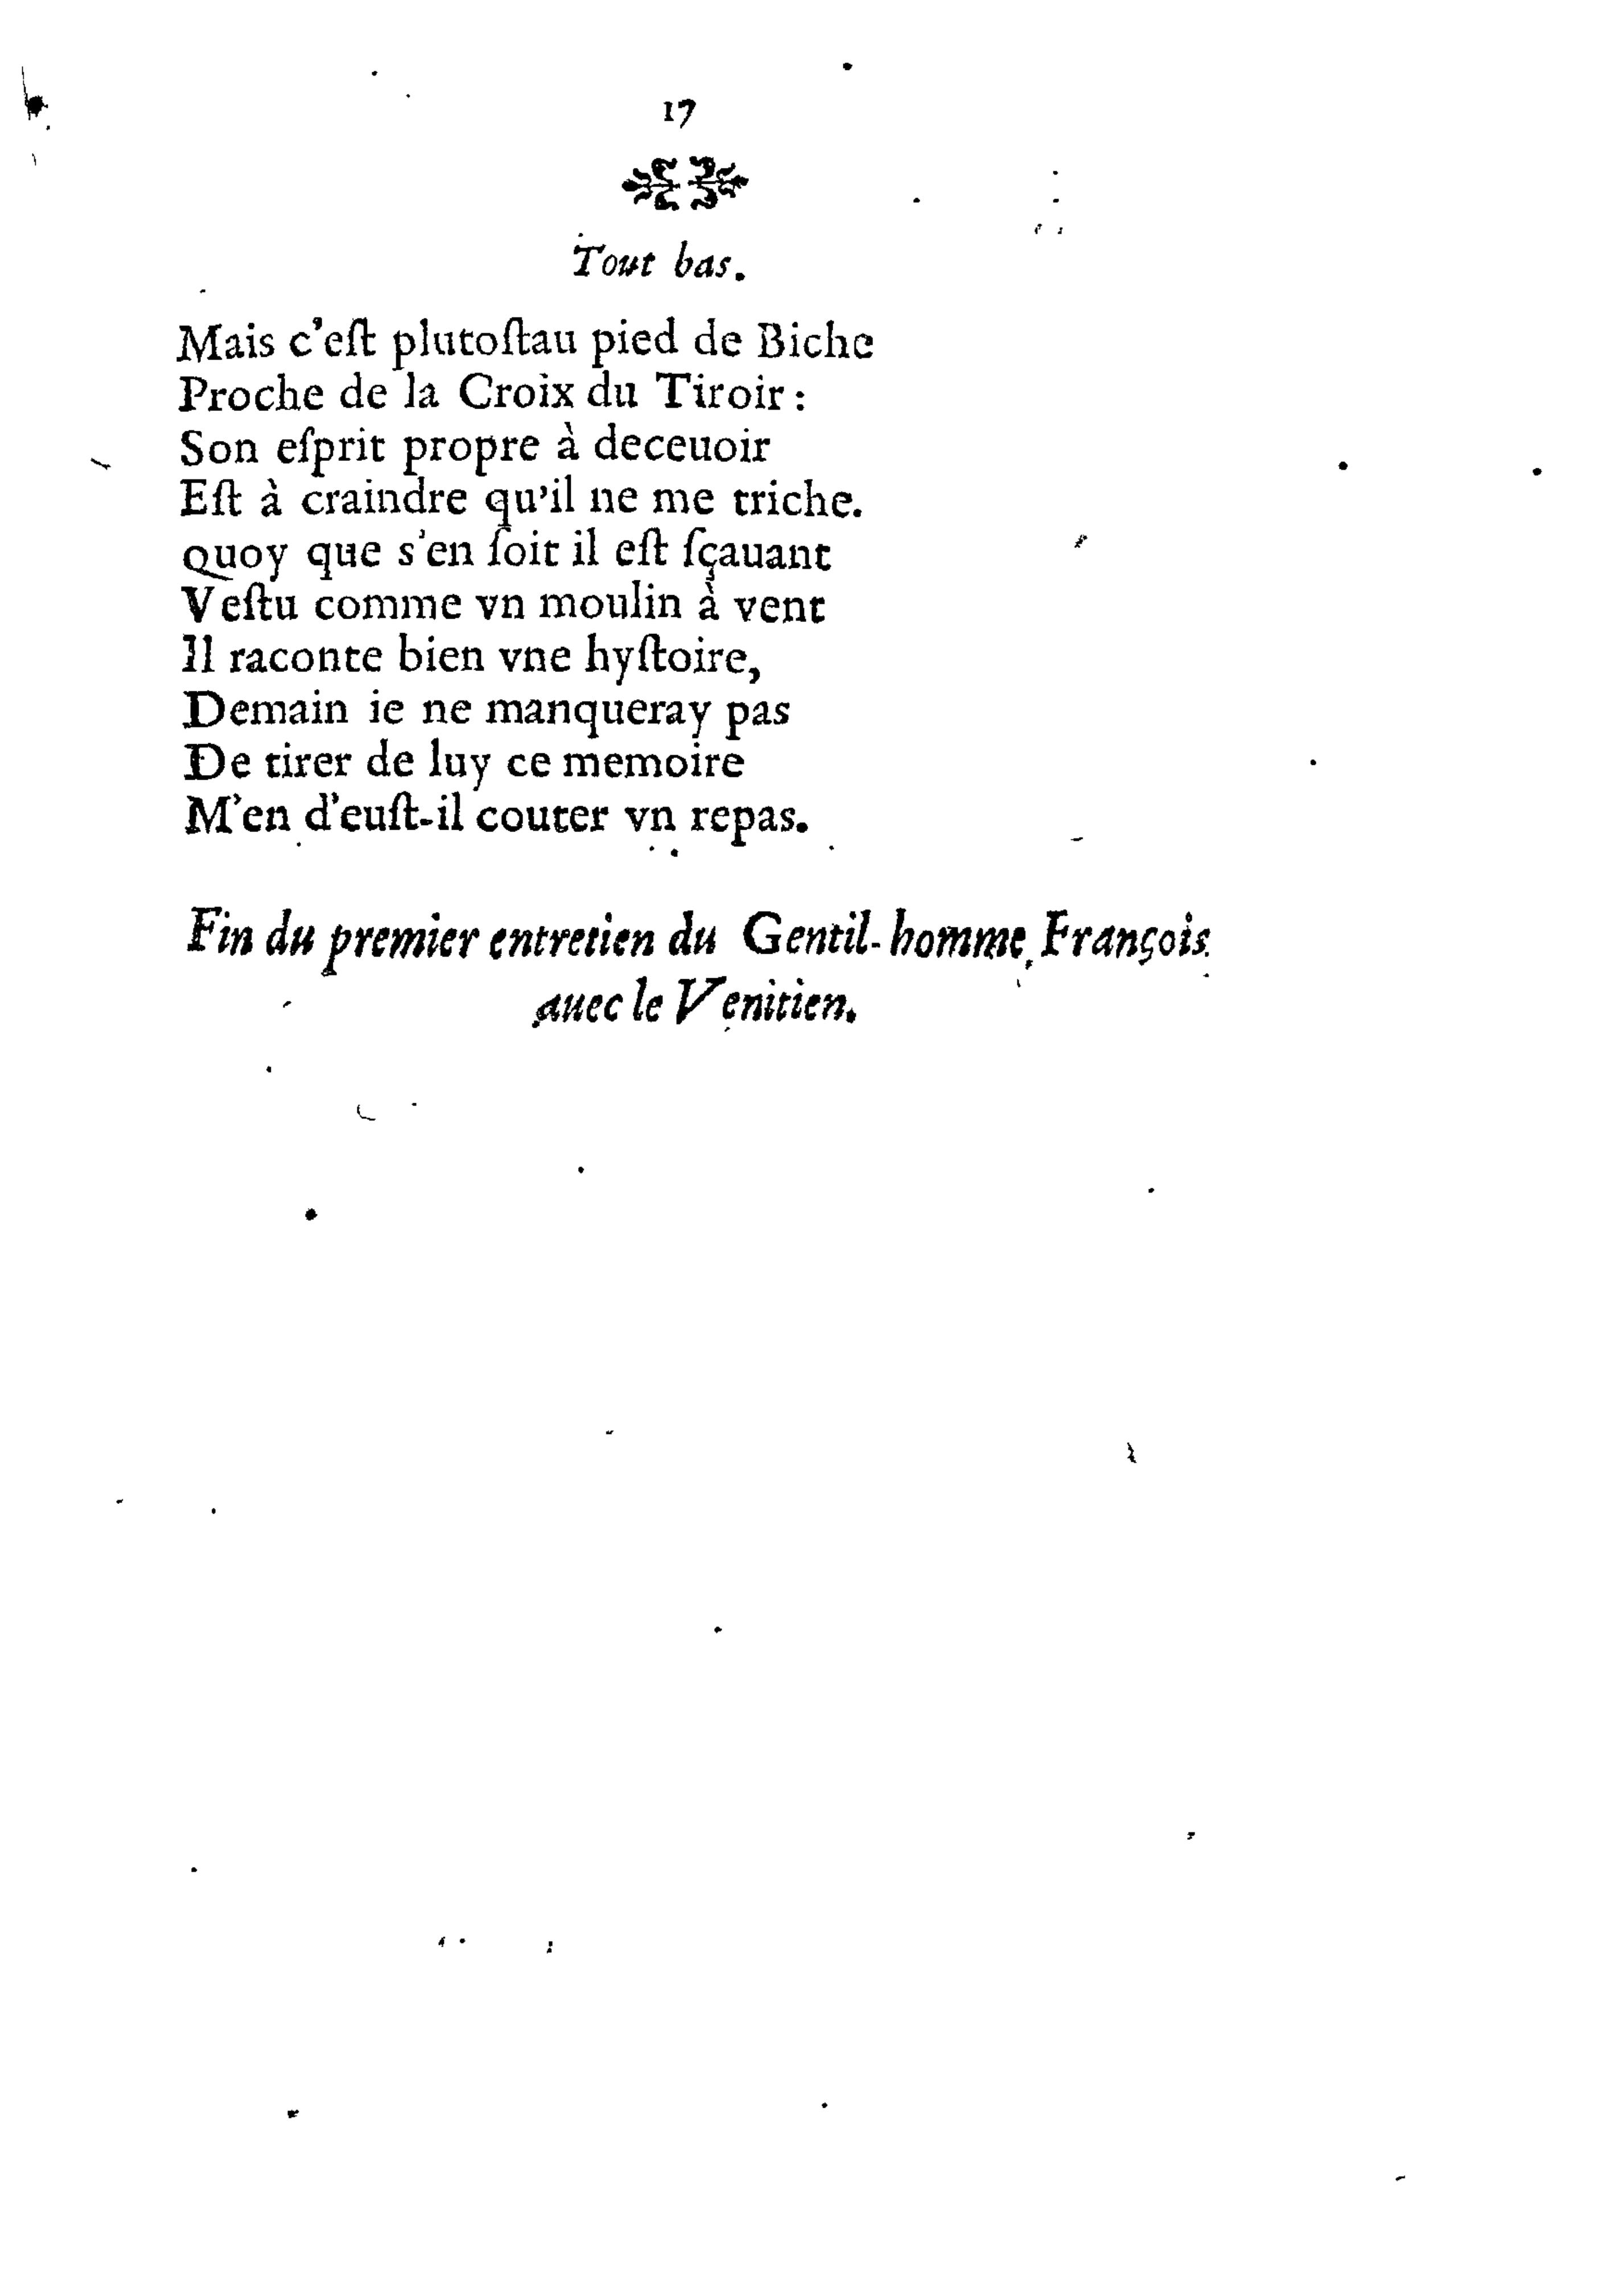 17
Tout bas.
Mais c'eſt plutoſtau pied de Biche
Proche de la Croix du Tiroir :
Son eſprit propre à deceuoir
Eſt à craindre qu'il ne me triche.
quoy que s'en ſoit il eſt ſçauant
Veſtu comme vn moulin à vent
Il raconte bien vne hyſtoire,
Demain ie ne manqueray pas
De tirer de luy ce memoire
M'en d'euſt-il couter vn repas.
Fin du premier entretien du Gentil-homme François
auec le Venitien.